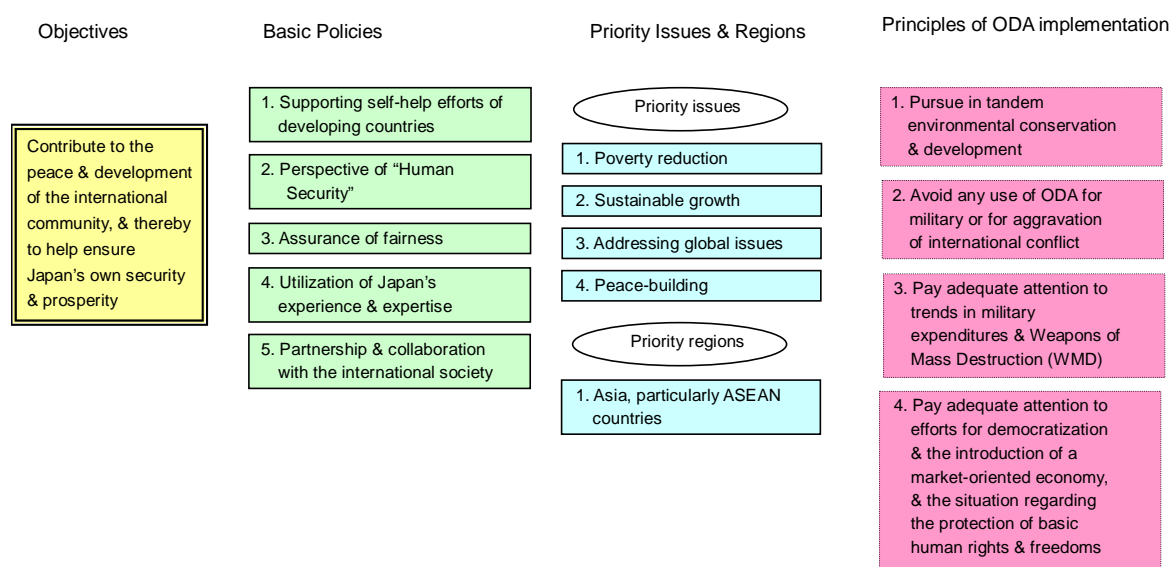 Objectives
Basic Policies
Priority Issues & Regions
Principles of ODA implementation
Contribute to the
peace & development
of the international
community, & thereby
to help ensure
Japan's own security
& prosperity
1. Supporting self-help efforts of
developing countries
2. Perspective of “Human
Security”
3. Assurance of fairness
4. Utilization of Japan's
experience & expertise
5. Partnership & collaboration
with the international society
Priority issues
1. Poverty reduction
2. Sustainable growth
3. Addressing global issues
4. Peace-building
Priority regions
1. Asia, particularly ASEAN
countries
1. Pursue in tandem
environmental conservation
& development
2. Avoid any use of ODA for
military or for aggravation
of international conflict
3. Pay adequate attention to
trends in military
expenditures & Weapons of
Mass Destruction (WMD)
4. Pay adequate attention to
efforts for democratization
& the introduction of a
market-oriented economy,
& the situation regarding
the protection of basic
human rights & freedoms